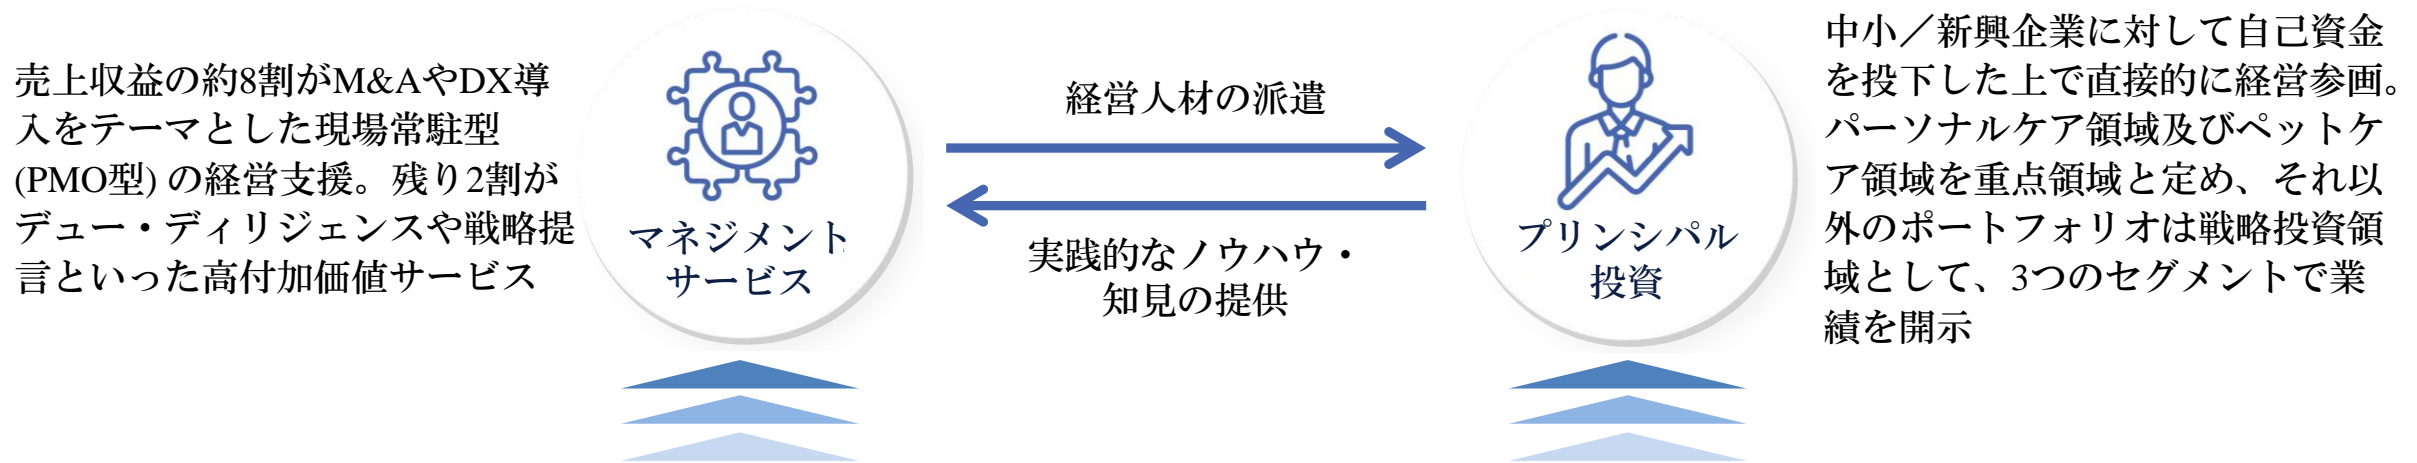 売上収益の約8割がM&AやDX導
入をテーマとした現場常駐型
(PMO型) の経営支援。残り2割が
デュー・ディリジェンスや戦略提
言といった高付加価値サービス
マネジメント
サービス
経営人材の派遣
実践的なノウハウ・
知見の提供
プリンシパル
投資
中小／新興企業に対して自己資金
を投下した上で直接的に経営参画。
パーソナルケア領域及びペットケ
ア領域を重点領域と定め、それ以
外のポートフォリオは戦略投資領
域として、3つのセグメントで業
績を開示